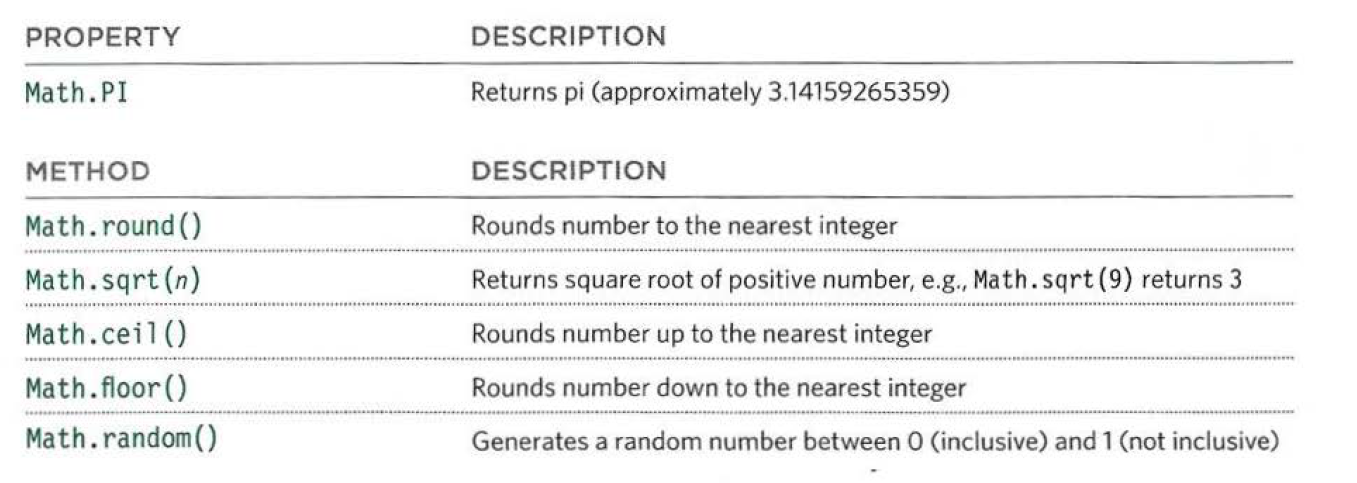 PROPERTY DESCRIPTION
Math.PI Returns pi (approximately 3.14159265359)
METHOD DESCRIPTION
Math.round() Rounds number to the nearest integer
Math.sqrt(n) Returns square root of positive number, e.g., Math.sqrt(9) returns 3
Math.ceil() Rounds number up to the nearest integer
Math.floor() Rounds number down to the nearest integer
Math.random() Generates a random number between 0 (inclusive) and 1 (not inclusive)